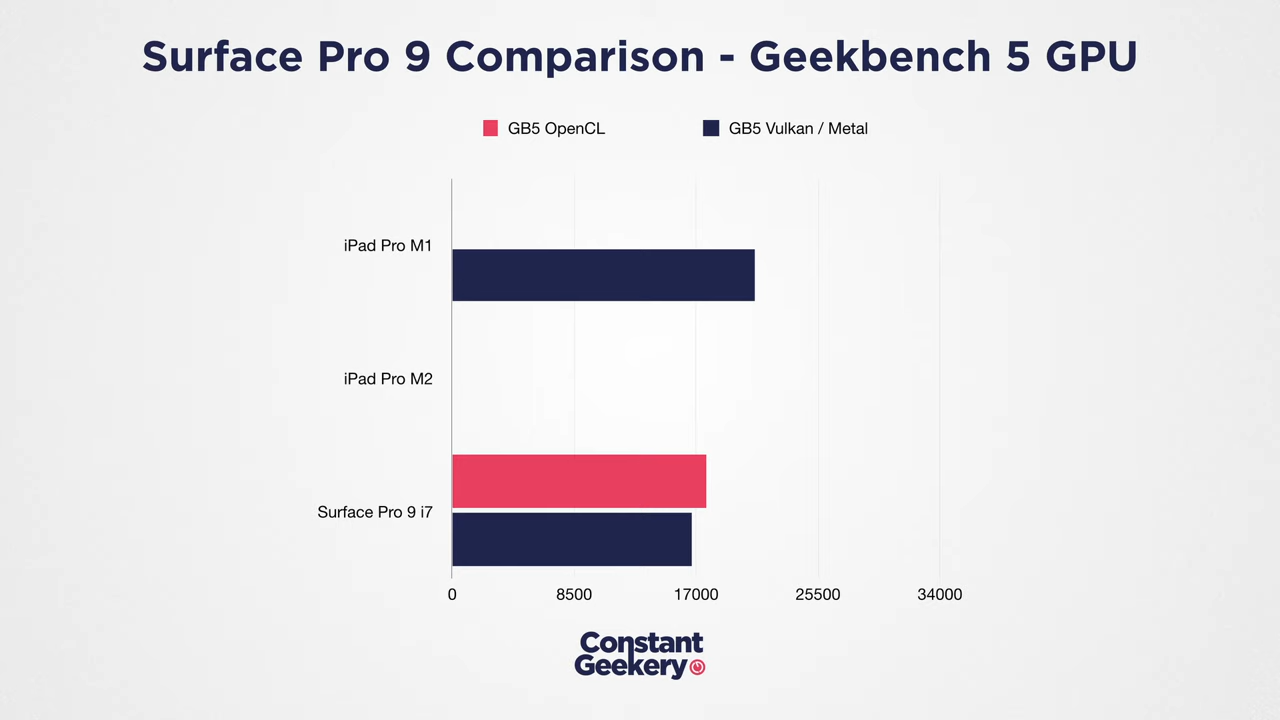 Surface Pro 9 Comparison - Geekbench 5 GPU
GB5 OpenCL
GB5 Vulkan / Metal
iPad Pro M1
iPad Pro M2
Surface Pro 9 i7
0 8500 17000 25500 34000
Constant
Geekery